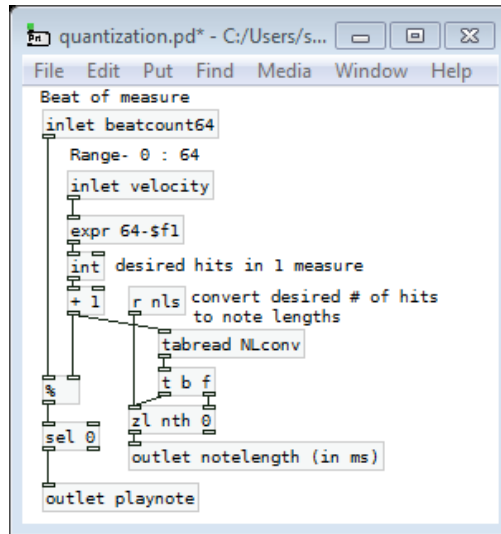 quantization.pd* - C:/Users/s...
File Edit Put Find Media Window Help
Beat of measure
inlet beatcount64
Range- 0 : 64
inlet velocity
expr 64-$f1
int desired hits in 1 measure
+ 1 r nls convert desired # of hits
to note lengths
tabread NLconv
% t b f
sel 0 zl nth 0
outlet notelength (in ms)
outlet playnote